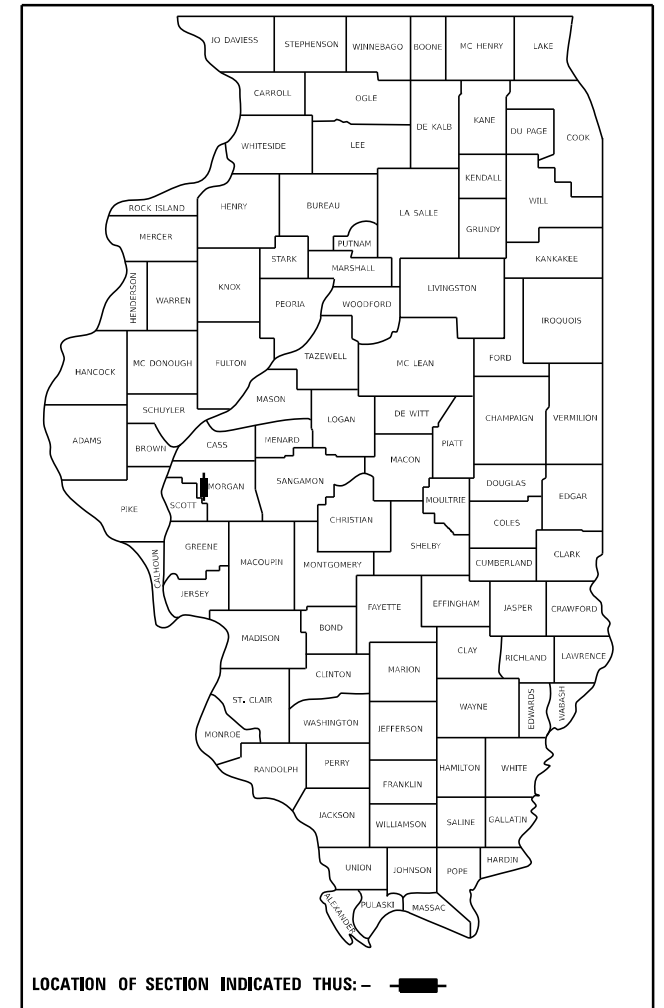 JO DAVIESS STEPHENSON WINNEBAGO BOONE MC HENRY LAKE
CARROLL OGLE DE KALB KANE DU PAGE COOK
WHITESIDE LEE
KENDALL
ROCK ISLAND HENRY BUREAU LA SALLE WILL
MERCER PUTNAM GRUNDY
STARK MARSHALL KANKAKEE
HENDERSON WARREN KNOX PEORIA WOODFORD LIVINGSTON
IROQUOIS
HANCOCK MC DONOUGH FULTON TAZEWELL MC LEAN FORD
MASON
SCHUYLER LOGAN DE WITT CHAMPAIGN VERMILION
ADAMS BROWN CASS MENARD PIATT
MACON
PIKE SCOTT MORGAN SANGAMON MOULTRIE DOUGLAS EDGAR
CHRISTIAN COLES
CALHOUN GREENE MACOUPIN MONTGOMERY SHELBY CUMBERLAND CLARK
JERSEY FAYETTE EFFINGHAM JASPER CRAWFORD
MADISON BOND
CLAY RICHLAND LAWRENCE
CLINTON MARION
ST. CLAIR WAYNE EDWARDS WABASH
MONROE WASHINGTON JEFFERSON
RANDOLPH PERRY HAMILTON WHITE
FRANKLIN
JACKSON WILLIAMSON SALINE GALLATIN
UNION JOHNSON POPE HARDIN
ALEXANDER PULASKI MASSAC
LOCATION OF SECTION INDICATED THUS: –